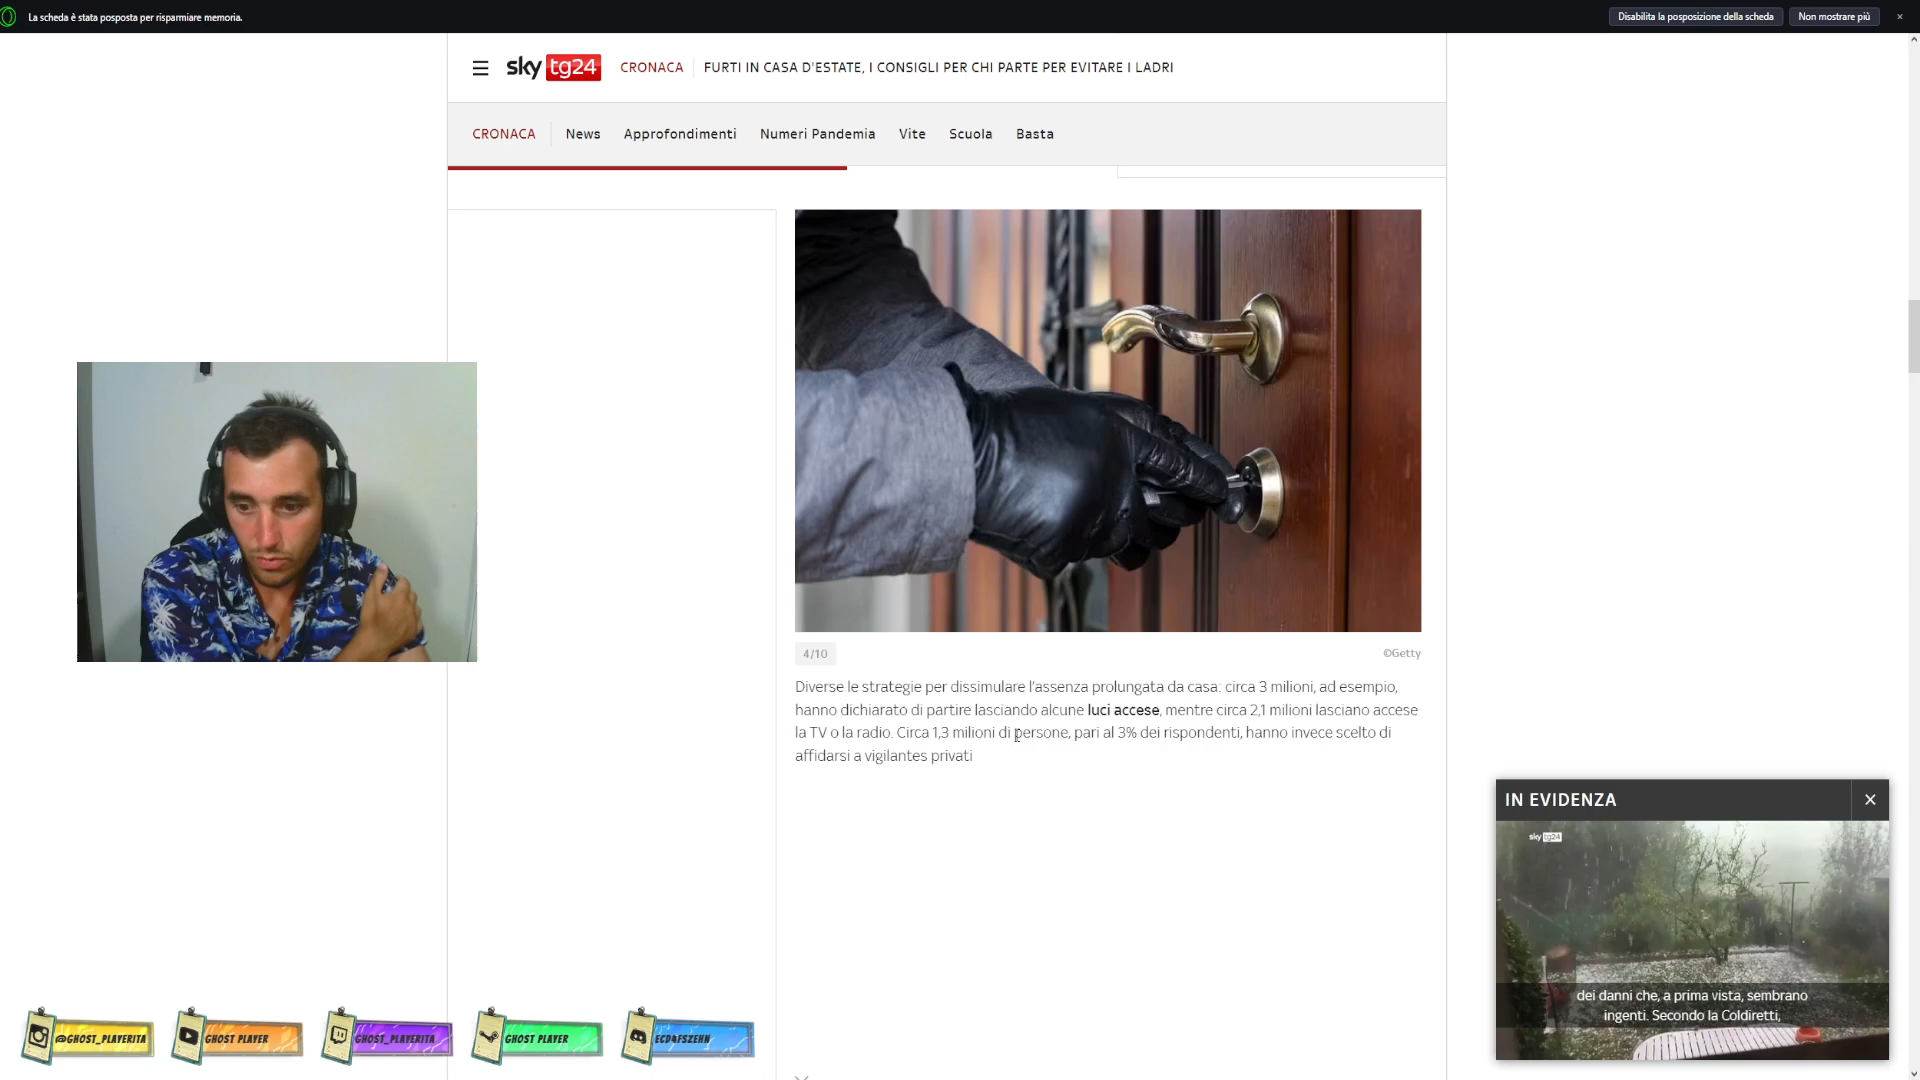 La scheda è stata posposta per risparmiare memoria.
Disabilita la posposizione della scheda
Non mostrare più
sky tg24
CRONACA
FURTI IN CASA D'ESTATE, I CONSIGLI PER CHI PARTE PER EVITARE I LADRI
CRONACA
News
Approfondimenti
Numeri Pandemia
Vite
Scuola
Basta
4/10
©Getty
Diverse le strategie per dissimulare l'assenza prolungata da casa: circa 3 milioni, ad esempio,
hanno dichiarato di partire lasciando alcune luci accese, mentre circa 2,1 milioni lasciano accese
la TV o la radio. Circa 1,3 milioni di persone, pari al 3% dei rispondenti, hanno invece scelto di
affidarsi a vigilantes privati
IN EVIDENZA
sky tg24
dei danni che, a prima vista, sembrano
ingenti. Secondo la Coldiretti,
@GHOST_PLAYERITA
GHOST PLAYER
GHOST_PLAYERITA
GHOST PLAYER